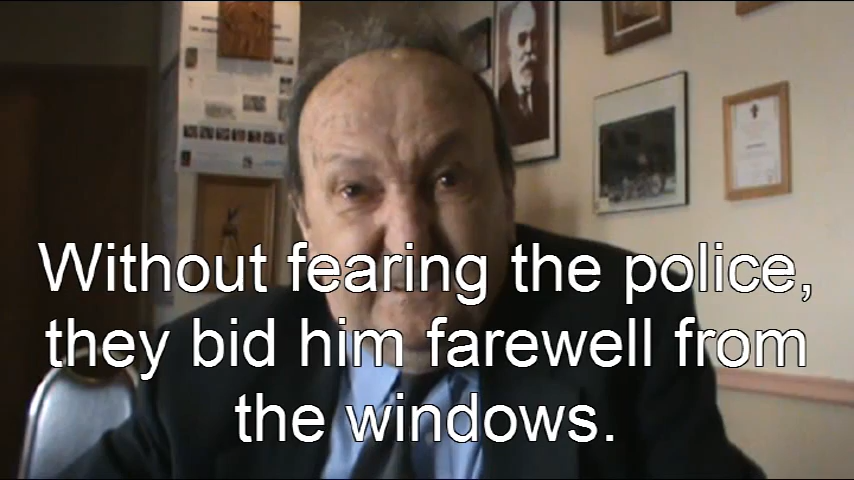 Without fearing the police,
they bid him farewell from
the windows.